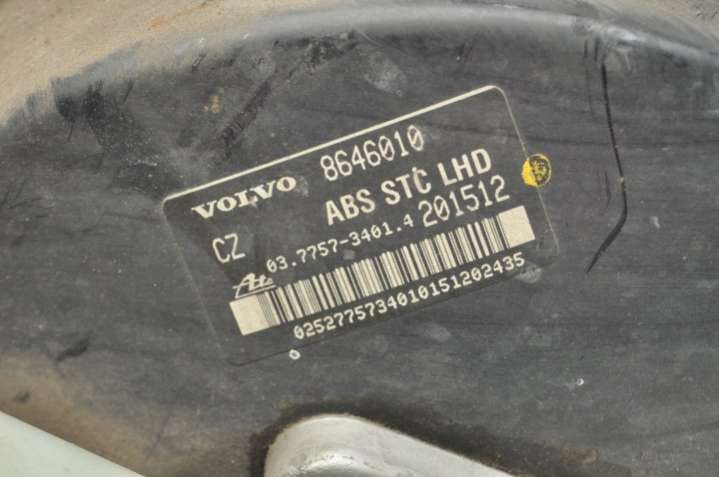 VOLVO 8646010
ABS STC LHD
CZ 03.7757-3401.4 201512
Ate
0252775734010151202435